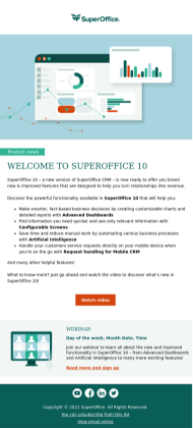 SuperOffice.
Product news
WELCOME TO SUPEROFFICE 10
SuperOffice 10 – a new version of SuperOffice CRM – is now ready to offer you brand
new & improved features that are designed to help you turn relationships into revenue.
Discover the powerful functionality available in SuperOffice 10 that will help you:
Make smarter, fact based business decisions by creating customizable charts and
detailed reports with Advanced Dashboards
Find information you need quicker and see only relevant information with
Configurable Screens
Save time and reduce manual work by automating various business processes
with Artificial Intelligence
Handle your customer's service requests directly on your mobile device when
you're on the go with Request handling for Mobile CRM
And many other helpful features!
What to know more? Just go ahead and watch the video to discover what's new in
SuperOffice 10!
Watch video
WEBINAR
Day of the week, Month Date, Time
Join our webinar to learn all about the new and improved
functionality in SuperOffice 10 – from Advanced Dashboards
and Artificial Intelligence to many more exciting features!
Read more and sign up
Copyright © 2021 SuperOffice. All Rights Reserved.
You can unsubscribe from this list
View email online